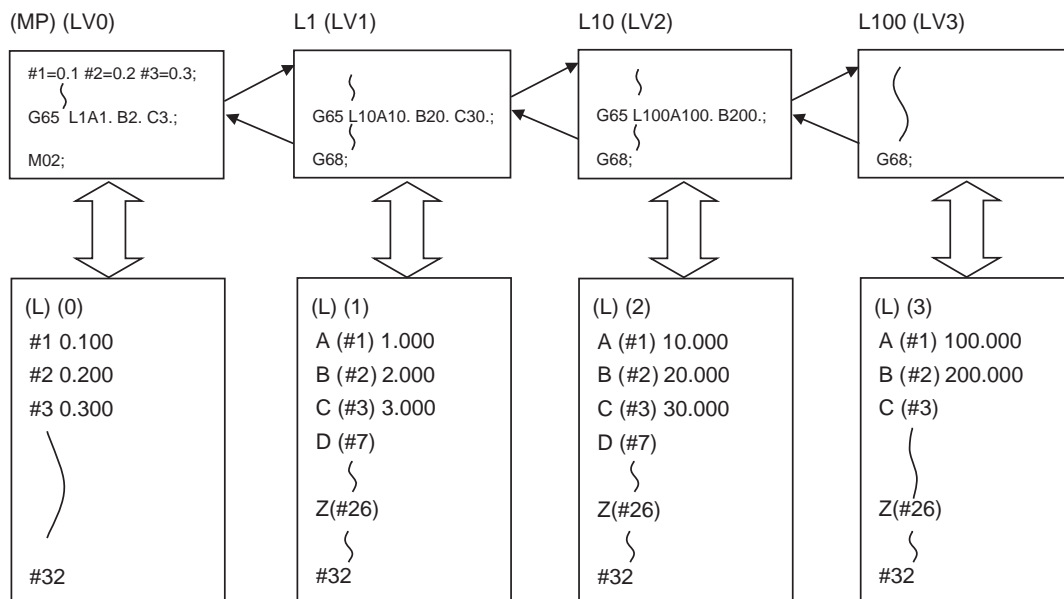 (MP) (LV0)
#1=0.1 #2=0.2 #3=0.3;
G65 L1A1. B2. C3.;
M02;
L1 (LV1)
G65 L10A10. B20. C30.;
G68;
L10 (LV2)
G65 L100A100. B200.;
G68;
L100 (LV3)
G68;
(L) (0)
#1 0.100
#2 0.200
#3 0.300
#32
(L) (1)
A (#1) 1.000
B (#2) 2.000
C (#3) 3.000
D (#7)
Z(#26)
#32
(L) (2)
A (#1) 10.000
B (#2) 20.000
C (#3) 30.000
D (#7)
Z(#26)
#32
(L) (3)
A (#1) 100.000
B (#2) 200.000
C (#3)
Z(#26)
#32